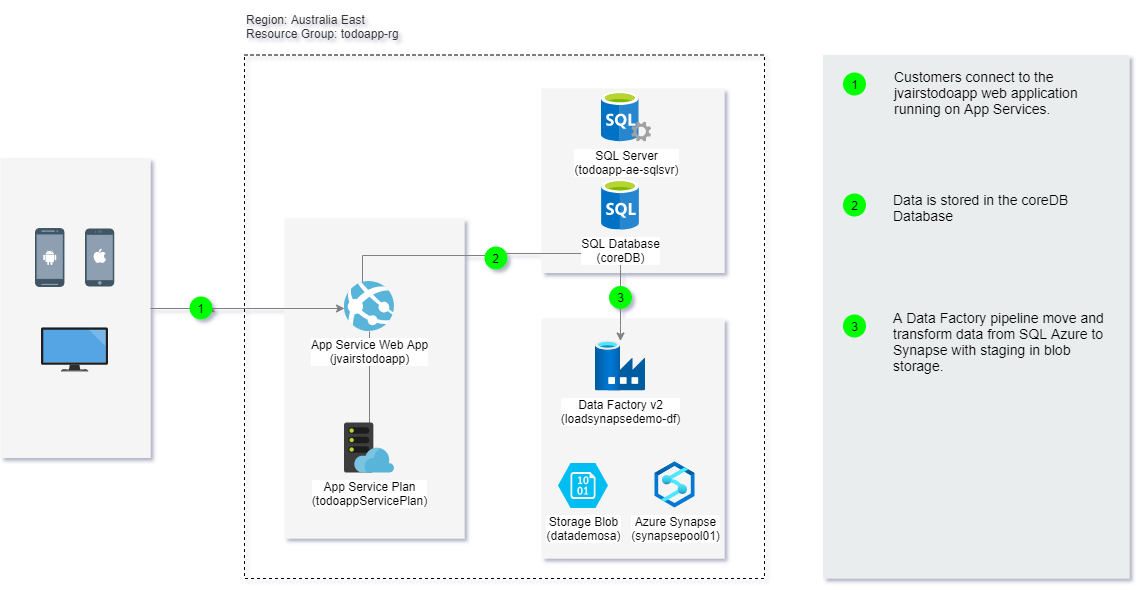 Region: Australia East
Resource Group: todoapp-rg
SQL
SQL Server
(todoapp-ae-sqlsvr)
SQL
SQL Database
(coreDB)
2
3
1
App Service Web App
(jvairstodoapp)
App Service Plan
(todoappServicePlan)
Data Factory v2
(loadsynapsedemo-df)
10
01
Storage Blob
(datademosa)
Azure Synapse
(synapsepool01)
1
Customers connect to the
jvairstodoapp web application
running on App Services.
2
Data is stored in the coreDB
Database
3
A Data Factory pipeline move and
transform data from SQL Azure to
Synapse with staging in blob
storage.